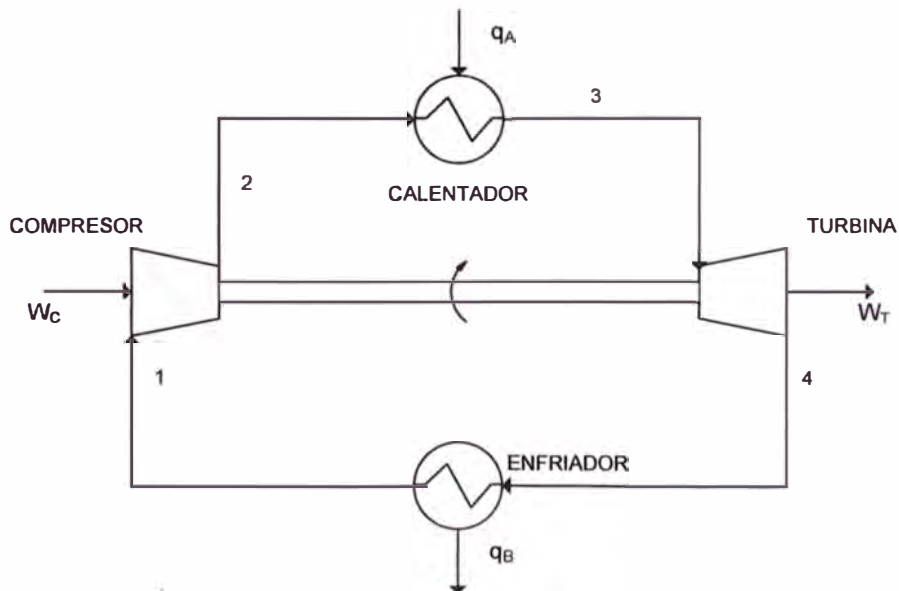 qA
3
2
CALENTADOR
COMPRESOR
TURBINA
WC
WT
1
4
ENFRIADOR
qB